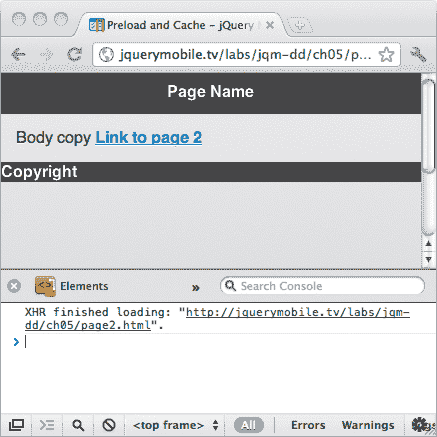 Preload and Cache – jQuery
jquerymobile.tv/labs/jqm-dd/ch05/p...
Page Name
Body copy Link to page 2
Copyright
Elements » Search Console
XHR finished loading: "http://jquerymobile.tv/labs/jqm-
dd/ch05/page2.html".
<top frame> All Errors Warnings